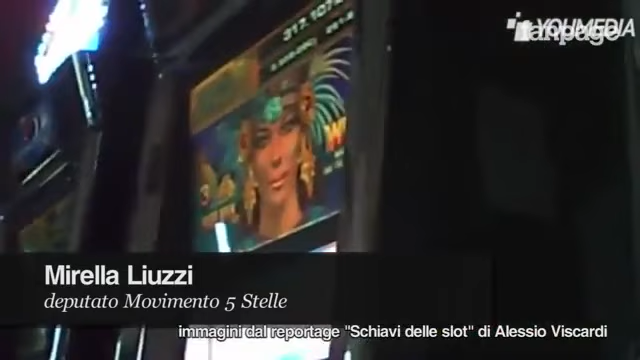 YOUMEDIA
fanpage
Mirella Liuzzi
deputato Movimento 5 Stelle
immagini dal reportage "Schiavi delle slot" di Alessio Viscardi